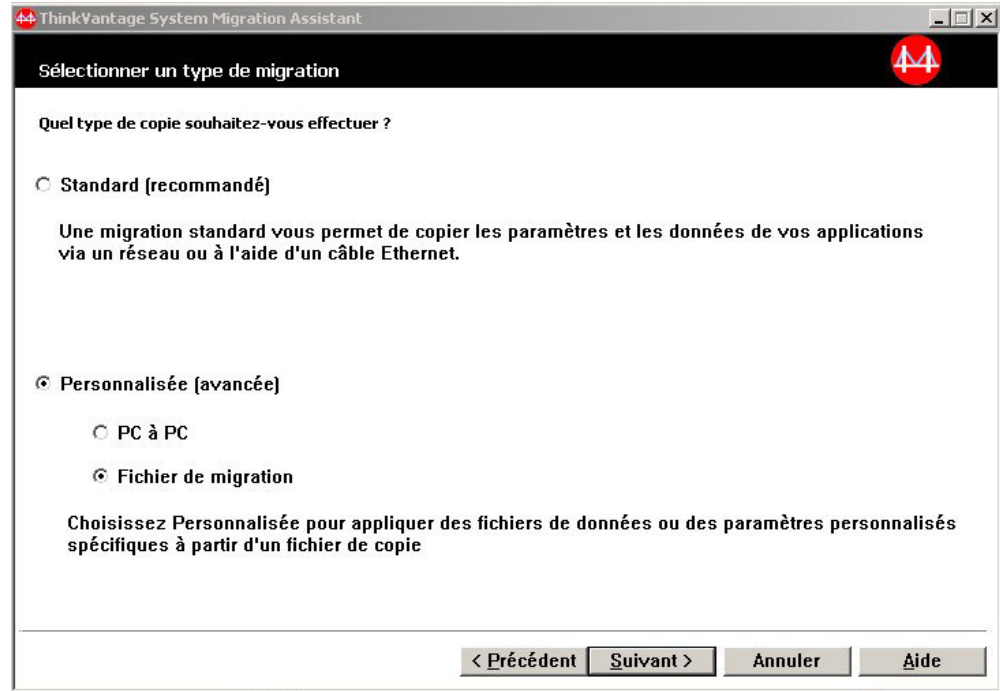 ThinkVantage System Migration Assistant
Sélectionner un type de migration
Quel type de copie souhaitez-vous effectuer ?
Standard (recommandé)
Une migration standard vous permet de copier les paramètres et les données de vos applications
via un réseau ou à l'aide d'un câble Ethernet.
Personnalisée (avancée)
PC à PC
Fichier de migration
Choisissez Personnalisée pour appliquer des fichiers de données ou des paramètres personnalisés
spécifiques à partir d'un fichier de copie
< Précédent Suivant > Annuler Aide